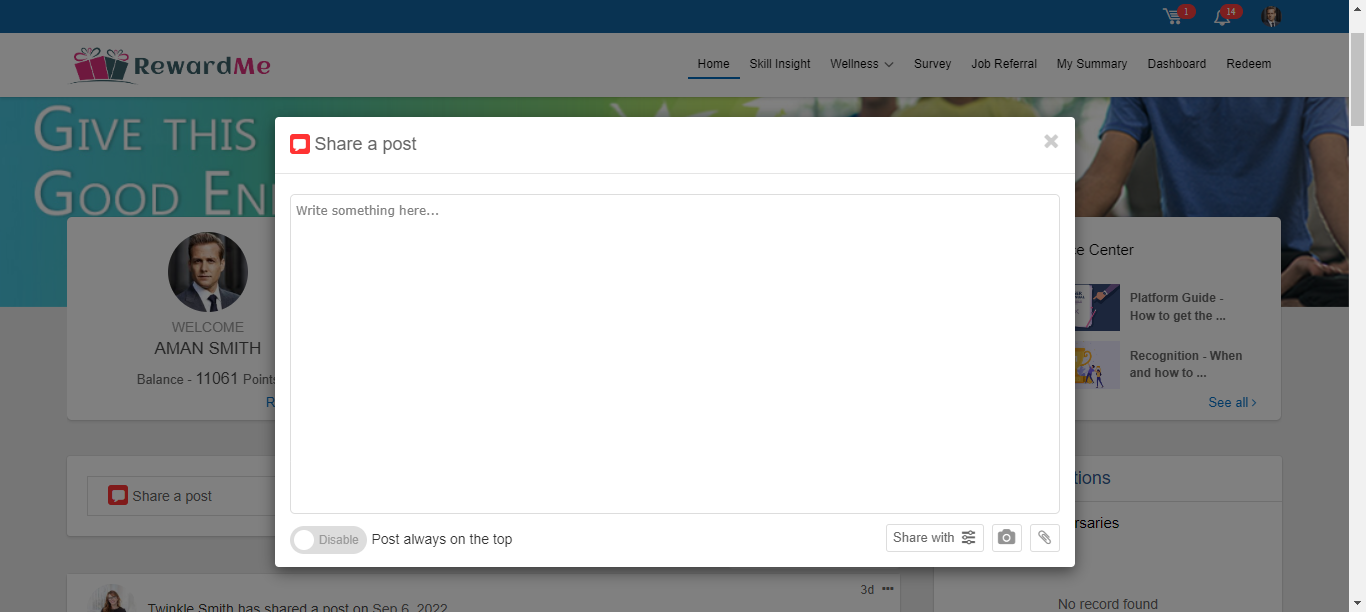 1
14
RewardMe
Home
Skill Insight
Wellness
Survey
Job Referral
My Summary
Dashboard
Redeem
GIVE THIS
GOOD
Share a post
Write something here...
Disable
Post always on the top
Share with
WELCOME
AMAN SMITH
Balance - 11061 Points
Center
Platform Guide -
How to get the ...
Recognition - When
and how to ...
See all
Share a post
No record found
3d
Twinkle Smith has shared a post on Sep 6, 2022